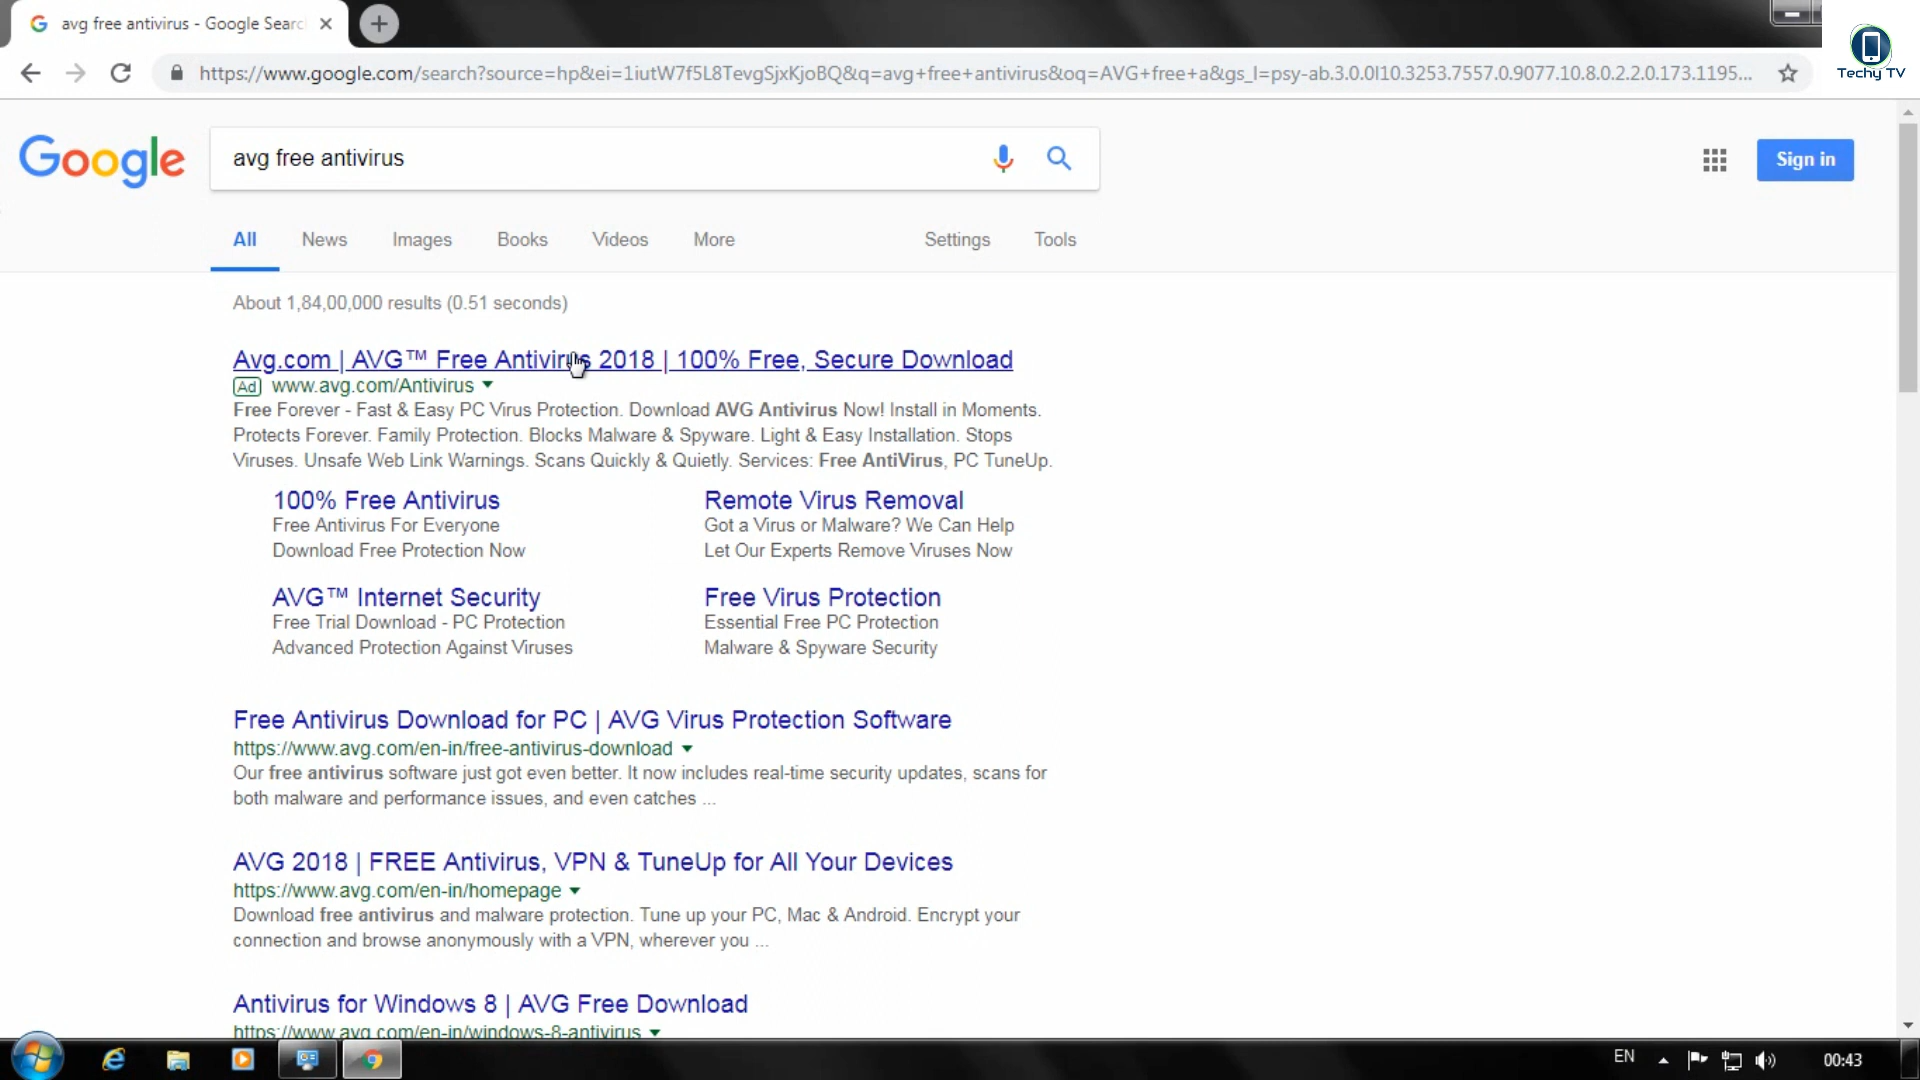 avg free antivirus - Google Searc
https://www.google.com/search?source=hp&ei=1iutW7f5L8TevgSjxKjoBQ&q=avg+free+antivirus&oq=AVG+free+a&gs_l=psy-ab.3.0.0l10.3253.7557.0.9077.10.8.0.2.2.0.173.1195...
Techy TV
Google
avg free antivirus
Sign in
All News Images Books Videos More Settings Tools
About 1,84,00,000 results (0.51 seconds)
Avg.com | AVG™ Free Antivirus 2018 | 100% Free, Secure Download
Ad www.avg.com/Antivirus
Free Forever - Fast & Easy PC Virus Protection. Download AVG Antivirus Now! Install in Moments.
Protects Forever. Family Protection. Blocks Malware & Spyware. Light & Easy Installation. Stops
Viruses. Unsafe Web Link Warnings. Scans Quickly & Quietly. Services: Free AntiVirus, PC TuneUp.
100% Free Antivirus
Free Antivirus For Everyone
Download Free Protection Now
Remote Virus Removal
Got a Virus or Malware? We Can Help
Let Our Experts Remove Viruses Now
AVG™ Internet Security
Free Trial Download - PC Protection
Advanced Protection Against Viruses
Free Virus Protection
Essential Free PC Protection
Malware & Spyware Security
Free Antivirus Download for PC | AVG Virus Protection Software
https://www.avg.com/en-in/free-antivirus-download
Our free antivirus software just got even better. It now includes real-time security updates, scans for
both malware and performance issues, and even catches ...
AVG 2018 | FREE Antivirus, VPN & TuneUp for All Your Devices
https://www.avg.com/en-in/homepage
Download free antivirus and malware protection. Tune up your PC, Mac & Android. Encrypt your
connection and browse anonymously with a VPN, wherever you ...
Antivirus for Windows 8 | AVG Free Download
https://www.avg.com/en-in/windows-8-antivirus
EN
00:43